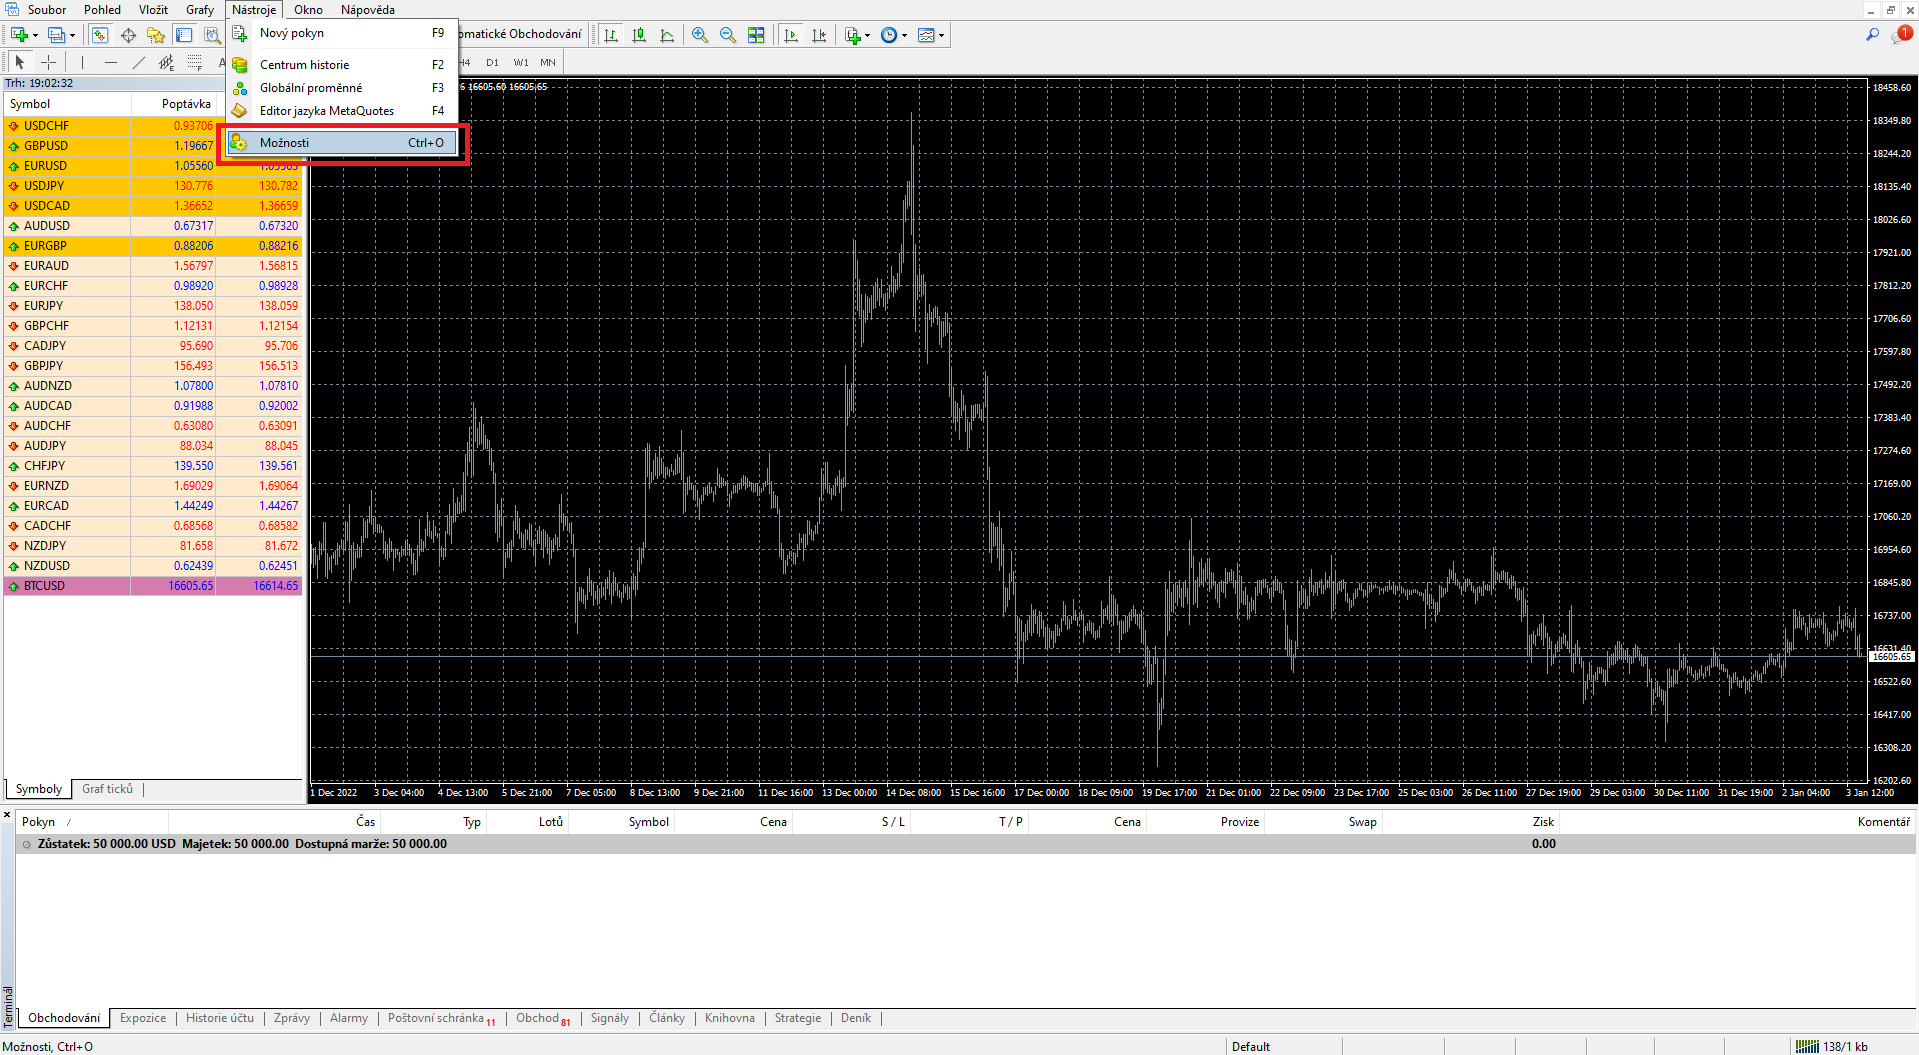 Soubor Pohled Vložit Grafy Nástroje Okno Nápověda
Nový pokyn F9
Centrum historie F2
Globální proměnné F3
Editor jazyka MetaQuotes F4
Možnosti Ctrl+O
omatické Obchodování
1
H4 D1 W1 MN
Trh: 19:02:32
16605.60 16605.65
Symbol Poptávka
USDCHF 0.93706
GBPUSD 1.19667
EURUSD 1.05560
USDJPY 130.776 130.782
USDCAD 1.36652 1.36659
AUDUSD 0.67317 0.67320
EURGBP 0.88206 0.88216
EURAUD 1.56797 1.56815
EURCHF 0.98920 0.98928
EURJPY 138.050 138.059
GBPCHF 1.12131 1.12154
CADJPY 95.690 95.706
GBPJPY 156.493 156.513
AUDNZD 1.07800 1.07810
AUDCAD 0.91988 0.92002
AUDCHF 0.63080 0.63091
AUDJPY 88.034 88.045
CHFJPY 139.550 139.561
EURNZD 1.69029 1.69064
EURCAD 1.44249 1.44267
CADCHF 0.68568 0.68582
NZDJPY 81.658 81.672
NZDUSD 0.62439 0.62451
BTCUSD 16605.65 16614.65
Symboly Graf ticků
18458.60
18349.80
18244.20
18135.40
18026.60
17921.00
17812.20
17706.60
17597.80
17492.20
17383.40
17274.60
17169.00
17060.20
16954.60
16845.80
16737.00
16631.40
16605.65
16522.60
16417.00
16308.20
16202.60
1 Dec 2022 3 Dec 04:00 4 Dec 13:00 5 Dec 21:00 7 Dec 05:00 8 Dec 13:00 9 Dec 21:00 11 Dec 16:00 13 Dec 00:00 14 Dec 08:00 15 Dec 16:00 17 Dec 00:00 18 Dec 09:00 19 Dec 17:00 21 Dec 01:00 22 Dec 09:00 23 Dec 17:00 25 Dec 03:00 26 Dec 11:00 27 Dec 19:00 29 Dec 03:00 30 Dec 11:00 31 Dec 19:00 2 Jan 04:00 3 Jan 12:00
Pokyn / Čas Typ Lotů Symbol Cena S / L T / P Cena Provize Swap Zisk Komentář
Zůstatek: 50 000.00 USD Majetek: 50 000.00 Dostupná marže: 50 000.00 0.00
Terminál
Obchodování Expozice Historie účtu Zprávy Alarmy Poštovní schránka 11 Obchod 81 Signály Články Knihovna Strategie Deník
Možnosti, Ctrl+O Default 138/1 kb